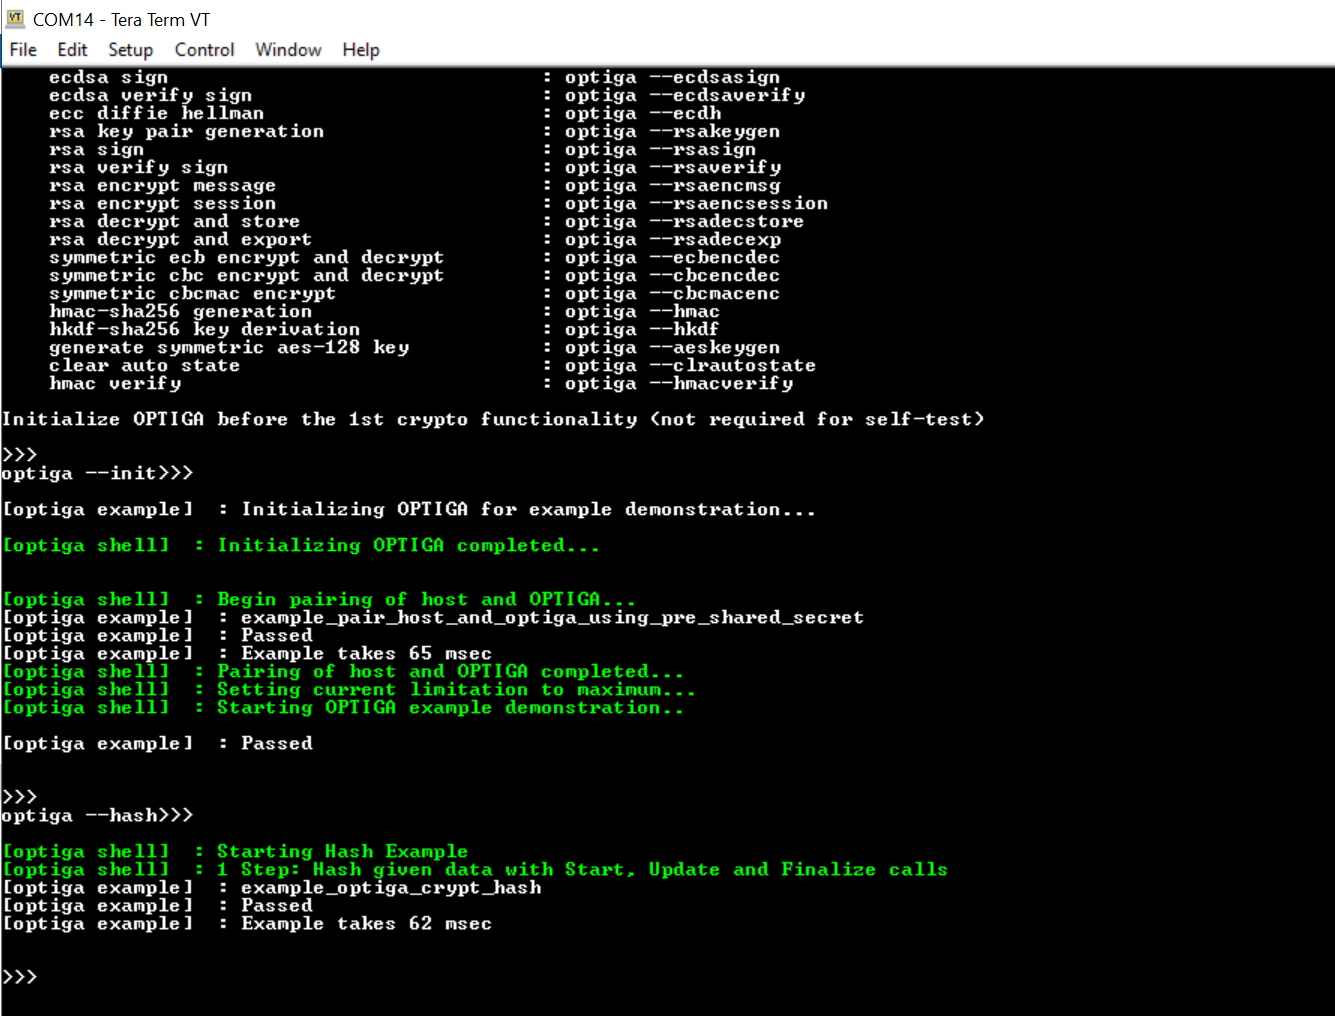 COM14 - Tera Term VT
File Edit Setup Control Window Help
ecdsa sign : optiga --ecdsasign
ecdsa verify sign : optiga --ecdsaverify
ecc diffie hellman : optiga --ecdh
rsa key pair generation : optiga --rsakeygen
rsa sign : optiga --rsasign
rsa verify sign : optiga --rsaverify
rsa encrypt message : optiga --rsaencmsg
rsa encrypt session : optiga --rsaencsession
rsa decrypt and store : optiga --rsadecstore
rsa decrypt and export : optiga --rsadecexp
symmetric ecb encrypt and decrypt : optiga --ecbencdec
symmetric cbc encrypt and decrypt : optiga --cbcencdec
symmetric cbcmac encrypt : optiga --cbcmacenc
hmac-sha256 generation : optiga --hmac
hkdf-sha256 key derivation : optiga --hkdf
generate symmetric aes-128 key : optiga --aeskeygen
clear auto state : optiga --clrautostate
hmac verify : optiga --hmacverify
Initialize OPTIGA before the 1st crypto functionality (not required for self-test)
>>>
optiga --init>>>
[optiga example] : Initializing OPTIGA for example demonstration...
[optiga shell] : Initializing OPTIGA completed...
[optiga shell] : Begin pairing of host and OPTIGA...
[optiga example] : example_pair_host_and_optiga_using_pre_shared_secret
[optiga example] : Passed
[optiga example] : Example takes 65 msec
[optiga shell] : Pairing of host and OPTIGA completed...
[optiga shell] : Setting current limitation to maximum...
[optiga shell] : Starting OPTIGA example demonstration..
[optiga example] : Passed
>>>
optiga --hash>>>
[optiga shell] : Starting Hash Example
[optiga shell] : 1 Step: Hash given data with Start, Update and Finalize calls
[optiga example] : example_optiga_crypt_hash
[optiga example] : Passed
[optiga example] : Example takes 62 msec
>>>